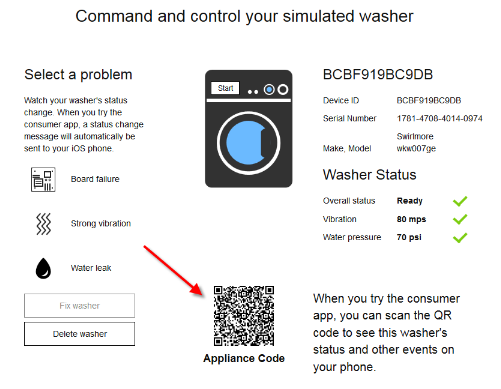 Command and control your simulated washer
Select a problem
Watch your washer's status
change. When you try the
consumer app, a status change
message will automatically be
sent to your iOS phone.
Board failure
Strong vibration
Water leak
Fix washer
Delete washer
Start
Appliance Code
BCBF919BC9DB
Device ID BCBF919BC9DB
Serial Number 1781-4708-4014-0974
Swirlmore
Make, Model wkw007ge
Washer Status
Overall status Ready
Vibration 80 mps
Water pressure 70 psi
When you try the consumer
app, you can scan the QR
code to see this washer's
status and other events on
your phone.